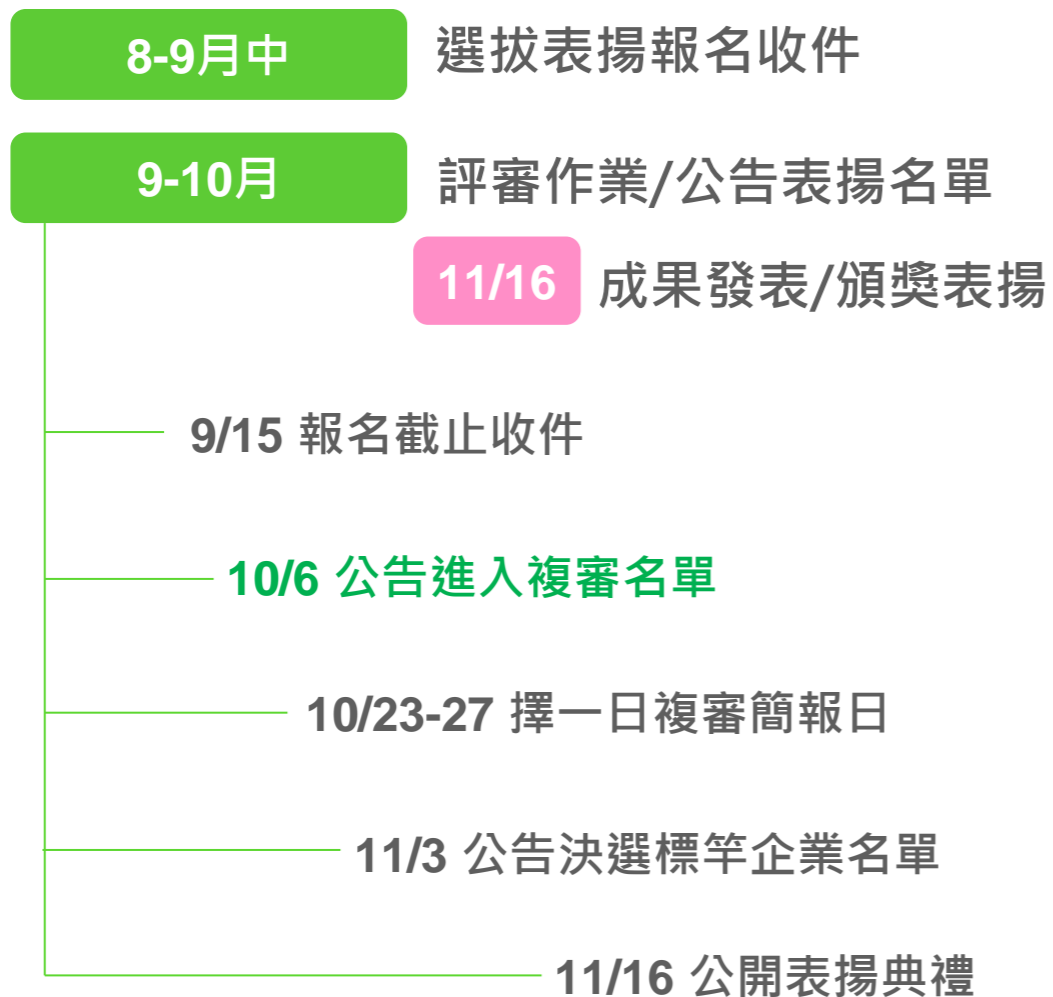 8-9月中 選拔表揚報名收件
9-10月 評審作業/公告表揚名單
11/16 成果發表/頒獎表揚
9/15 報名截止收件
10/6 公告進入複審名單
10/23-27 擇一日複審簡報日
11/3 公告決選標竿企業名單
11/16 公開表揚典禮